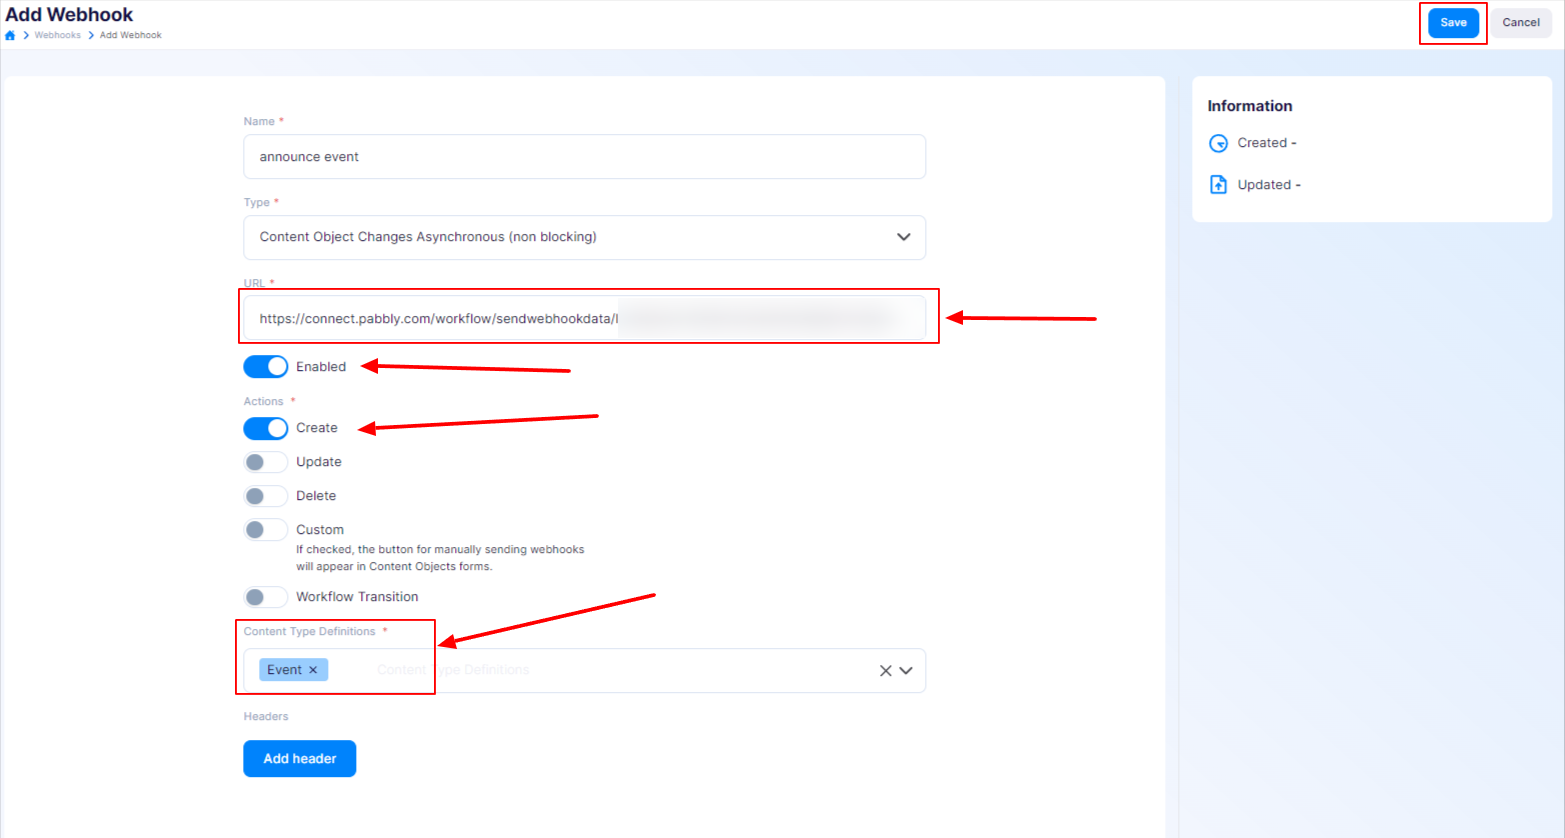 Add Webhook
Webhooks Add Webhook
Save Cancel
Name *
announce event
Type *
Content Object Changes Asynchronous (non blocking)
URL *
https://connect.pabbly.com/workflow/sendwebhookdata/
Enabled
Actions *
Create
Update
Delete
Custom
If checked, the button for manually sending webhooks
will appear in Content Objects forms.
Workflow Transition
Content Type Definitions *
Event × Content Type Definitions
Headers
Add header
Information
Created -
Updated -